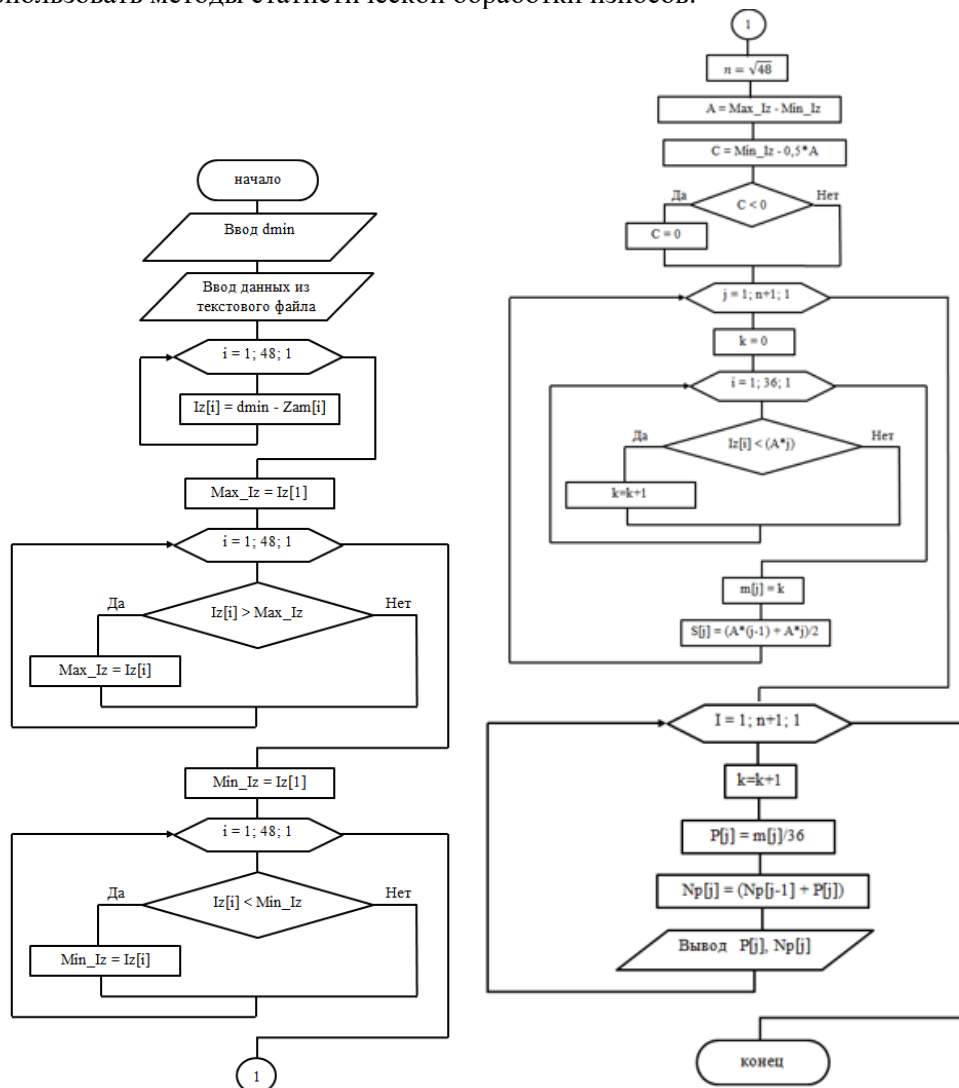 использовать методы статистической обработки износов.
начало
Ввод dmin
Ввод данных из
текстового файла
i = 1; 48; 1
Iz[i] = dmin - Zam[i]
Max_Iz = Iz[1]
i = 1; 48; 1
Да
Iz[i] > Max_Iz
Нет
Max_Iz = Iz[i]
Min_Iz = Iz[1]
i = 1; 48; 1
Да
Iz[i] < Min_Iz
Нет
Min_Iz = Iz[i]
1
1
n = √48
A = Max_Iz - Min_Iz
C = Min_Iz - 0,5*A
Да
C < 0
Нет
C = 0
j = 1; n+1; 1
k = 0
i = 1; 36; 1
Да
Iz[i] < (A*j)
Нет
k=k+1
m[j] = k
S[j] = (A*(j-1) + A*j)/2
I = 1; n+1; 1
k=k+1
P[j] = m[j]/36
Np[j] = (Np[j-1] + P[j])
Вывод P[j], Np[j]
конец